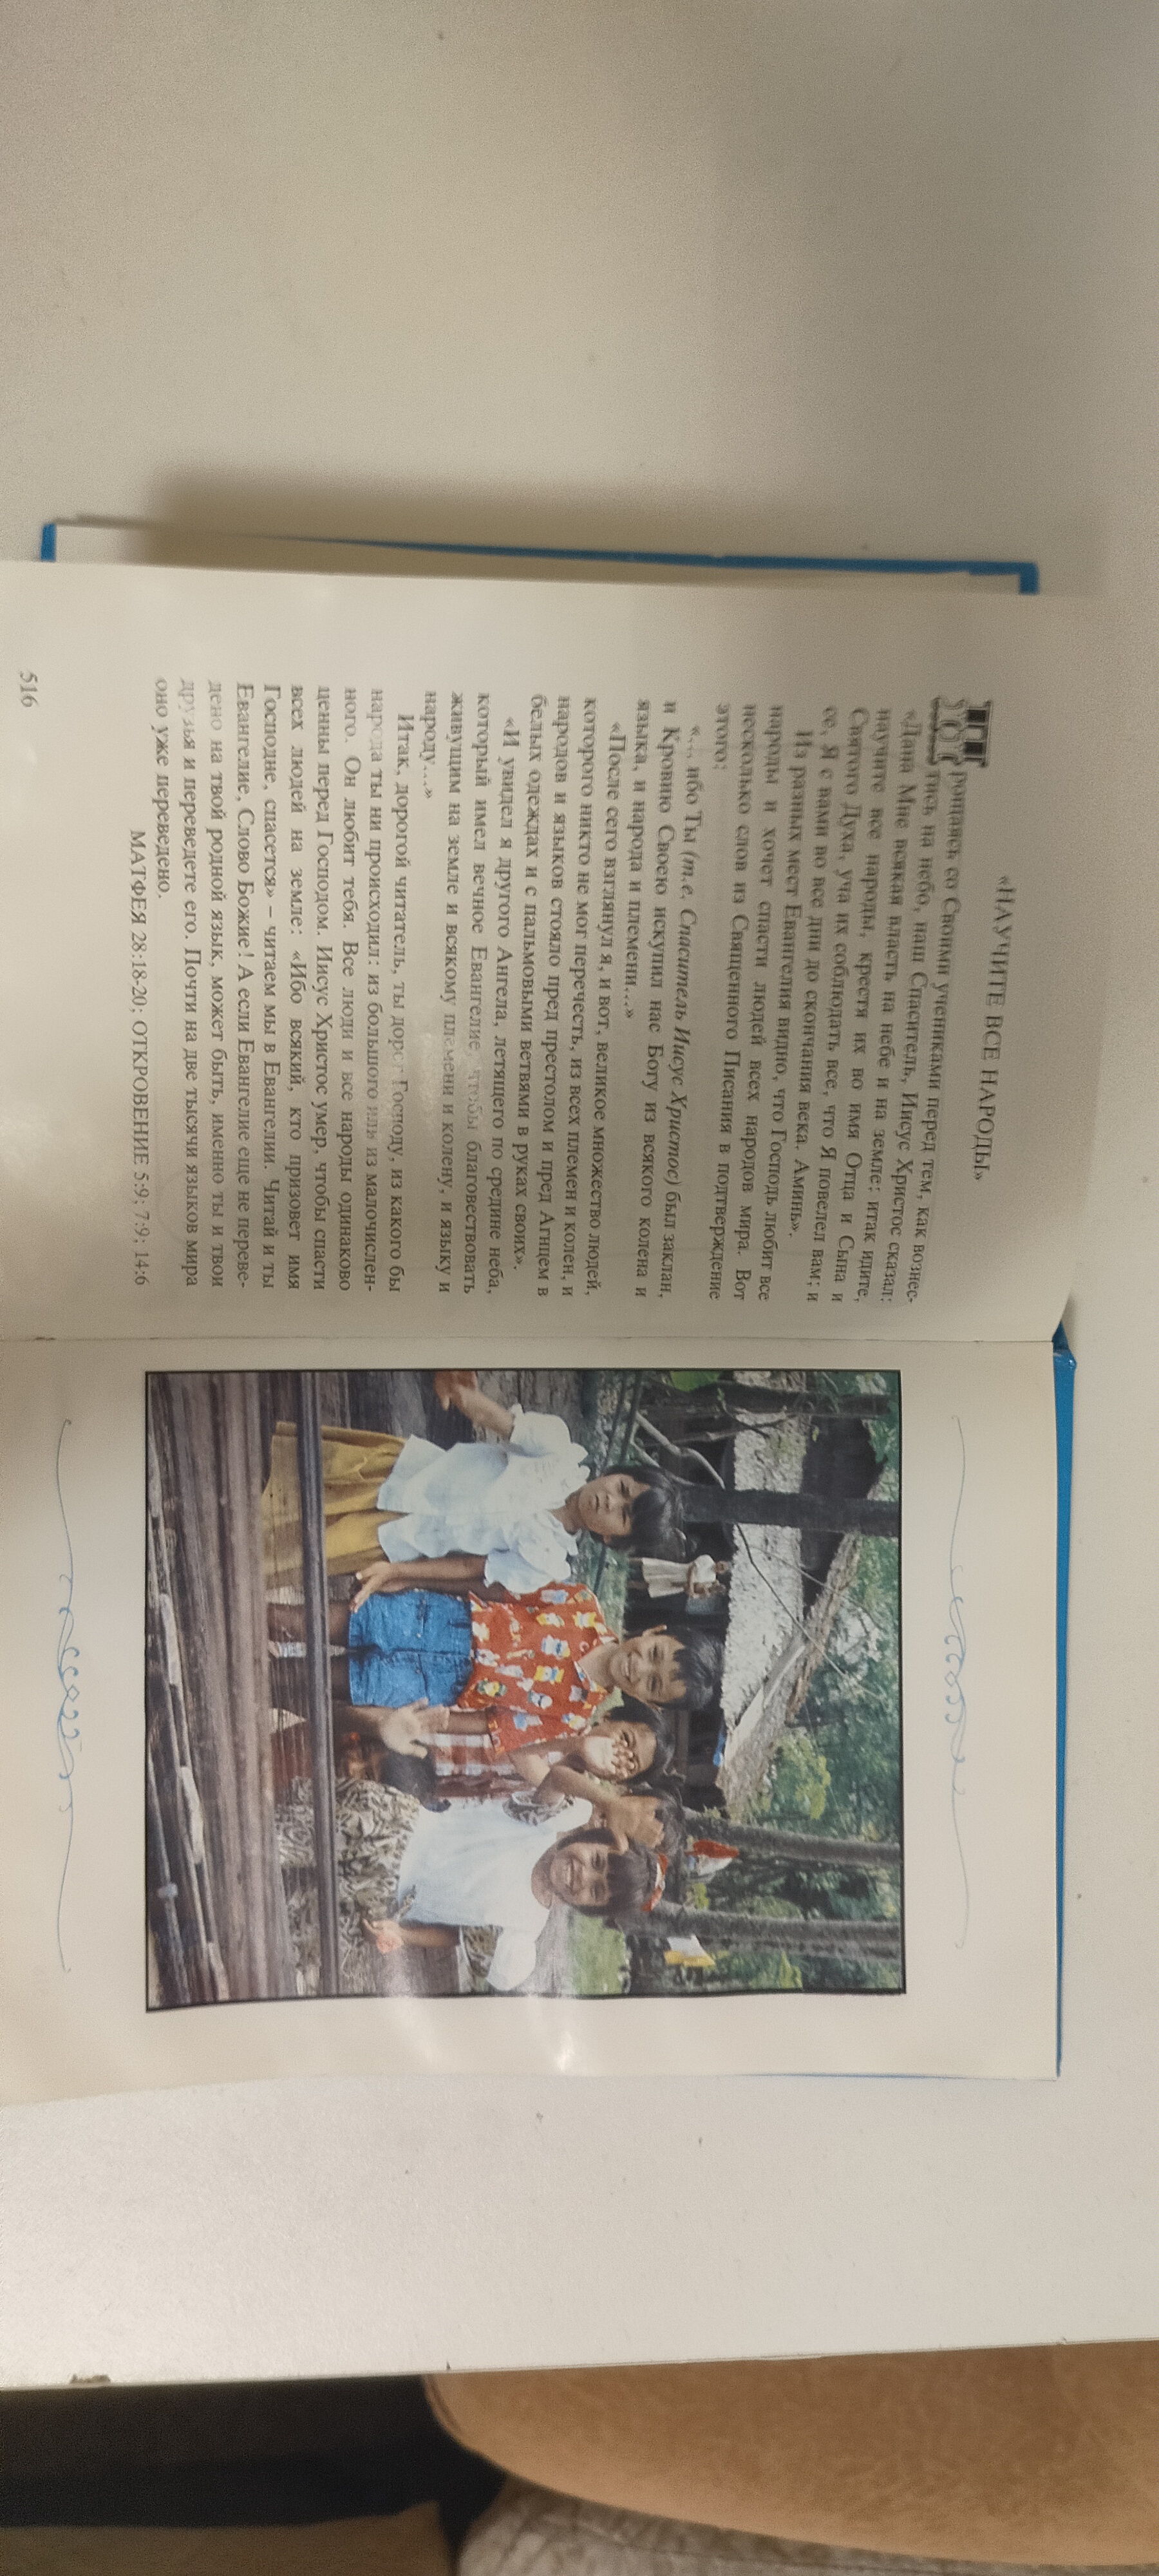 «НАУЧИТЕ ВСЕ НАРОДЫ»
Прощаясь со Своими учениками перед тем, как вознес-
тись на небо, наш Спаситель, Иисус Христос сказал:
«Дана Мне всякая власть на небе и на земле: итак идите,
научите все народы, крестя их во имя Отца и Сына и
Святого Духа, уча их соблюдать все, что Я повелел вам; и
се, Я с вами во все дни до скончания века. Аминь».
Из разных мест Евангелия видно, что Господь любит все
народы и хочет спасти людей всех народов мира. Вот
несколько слов из Священного Писания в подтверждение
этого:
«... ибо Ты (т.е. Спаситель Иисус Христос) был заклан,
и Кровию Своею искупил нас Богу из всякого колена и
языка, и народа и племени...»
«После сего взглянул я, и вот, великое множество людей,
которого никто не мог перечесть, из всех племен и колен, и
народов и языков стояло пред престолом и пред Агнцем в
белых одеждах и с пальмовыми ветвями в руках своих».
«И увидел я другого Ангела, летящего по средине неба,
который имел вечное Евангелие, чтобы благовествовать
живущим на земле и всякому племени и колену, и языку и
народу...»
Итак, дорогой читатель, ты дорог Господу, из какого бы
народа ты ни происходил: из большого или из малочислен-
ного. Он любит тебя. Все люди и все народы одинаково
ценны перед Господом. Иисус Христос умер, чтобы спасти
всех людей на земле: «Ибо всякий, кто призовет имя
Господне, спасется» – читаем мы в Евангелии. Читай и ты
Евангелие, Слово Божие ! А если Евангелие еще не переве-
дено на твой родной язык, может быть, именно ты и твои
друзья и переведете его. Почти на две тысячи языков мира
оно уже переведено.
МАТФЕЯ 28:18-20; ОТКРОВЕНИЕ 5:9; 7:9; 14:6
516